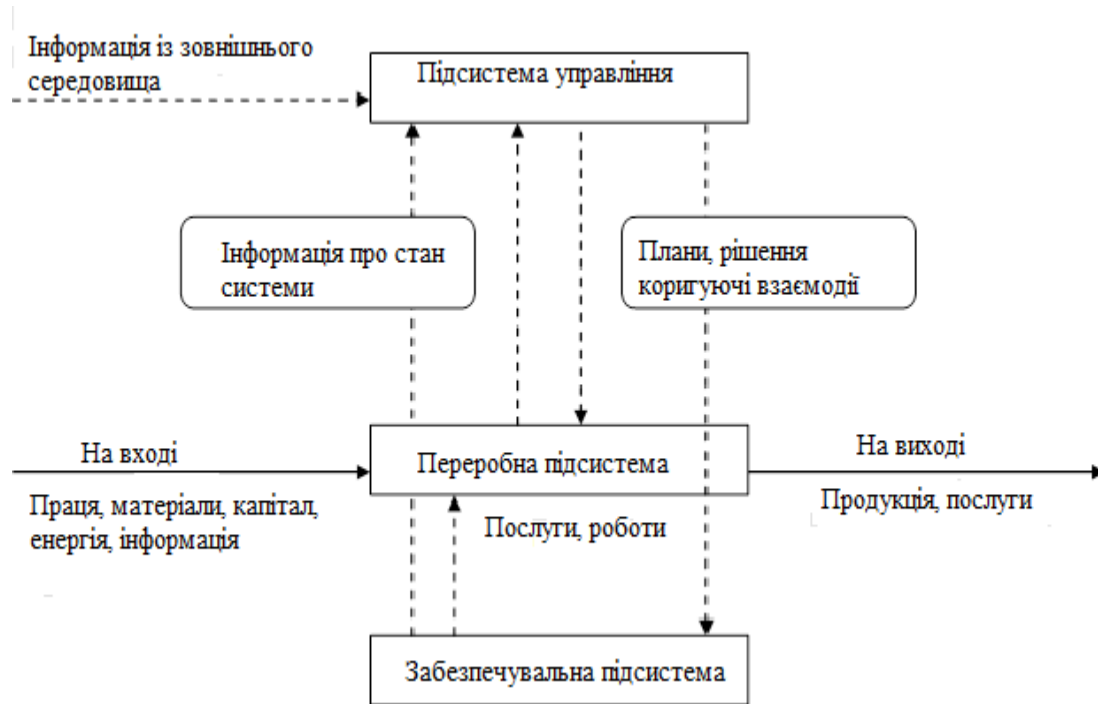 Інформація із зовнішнього
середовища
Підсистема управління
Інформація про стан
системи
Плани, рішення
коригуючі взаємодії
На вході
Праця, матеріали, капітал,
енергія, інформація
Переробна підсистема
На виході
Продукція, послуги
Послуги, роботи
Забезпечувальна підсистема